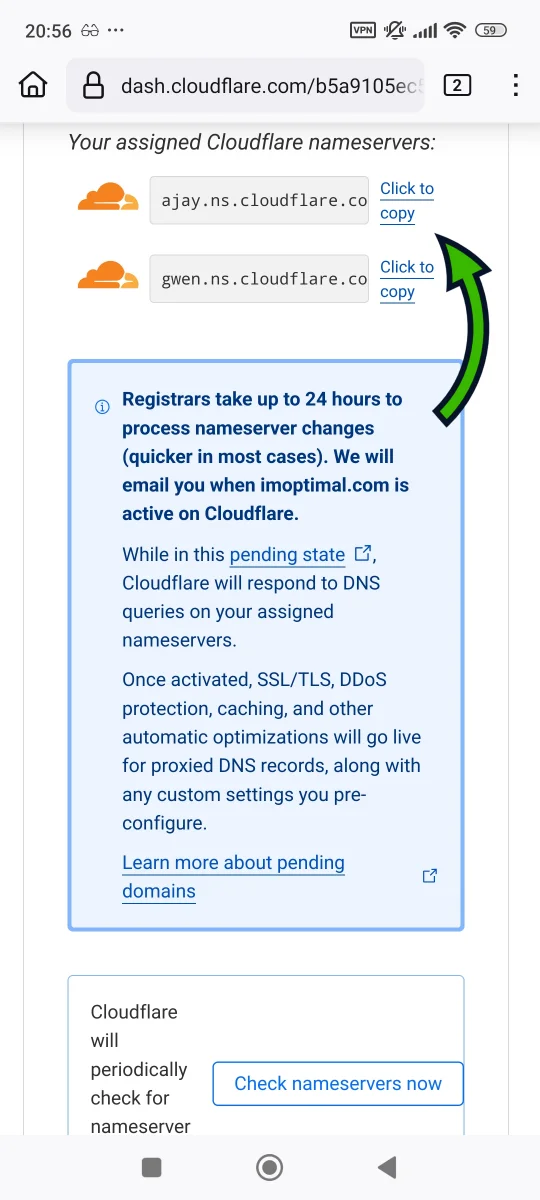 20:56
VPN
59
dash.cloudflare.com/b5a9105ec5
2
Your assigned Cloudflare nameservers:
ajay.ns.cloudflare.co
Click to
copy
gwen.ns.cloudflare.co
Click to
copy
Registrars take up to 24 hours to
process nameserver changes
(quicker in most cases). We will
email you when imoptimal.com is
active on Cloudflare.
While in this pending state,
Cloudflare will respond to DNS
queries on your assigned
nameservers.
Once activated, SSL/TLS, DDoS
protection, caching, and other
automatic optimizations will go live
for proxied DNS records, along with
any custom settings you pre-
configure.
Learn more about pending
domains
Cloudflare
will
periodically
check for
nameserver
Check nameservers now